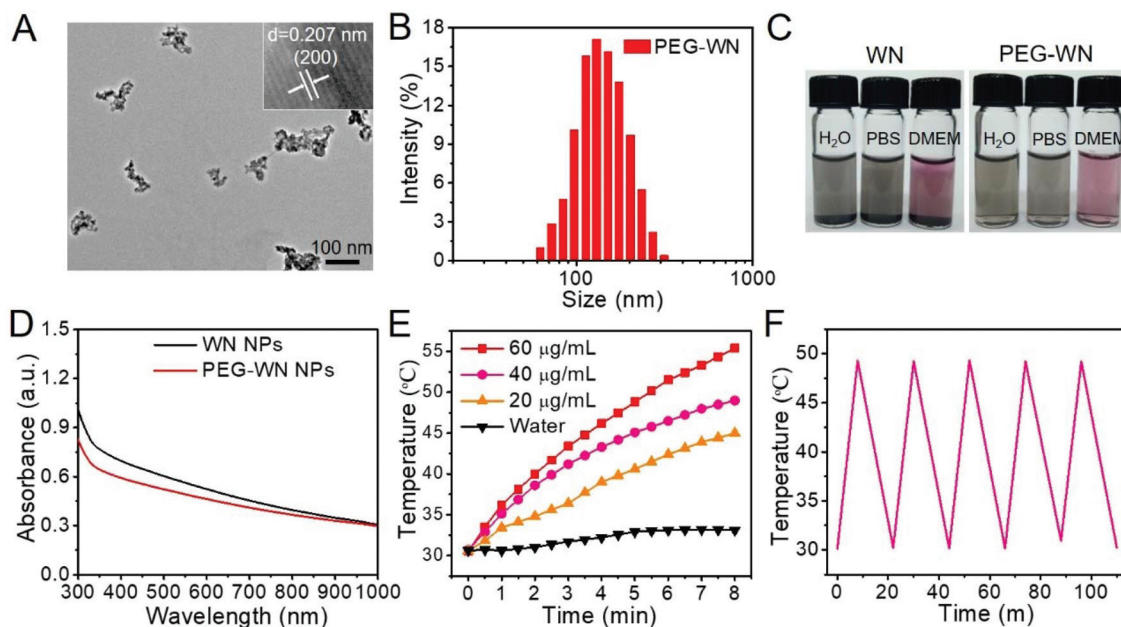 A
d=0.207 nm
(200)
100 nm
B
Intensity (%)
18
15
12
9
6
3
0
PEG-WN
100
1000
Size (nm)
C
WN
PEG-WN
H₂O
PBS
DMEM
H₂O
PBS
DMEM
D
Absorbance (a.u.)
1.5
1.2
0.9
0.6
0.3
0.0
WN NPs
PEG-WN NPs
300 400 500 600 700 800 900 1000
Wavelength (nm)
E
Temperature (°C)
55
50
45
40
35
30
60 μg/mL
40 μg/mL
20 μg/mL
Water
0 1 2 3 4 5 6 7 8
Time (min)
F
Temperature (°C)
50
45
40
35
30
0 20 40 60 80 100
Time (m)